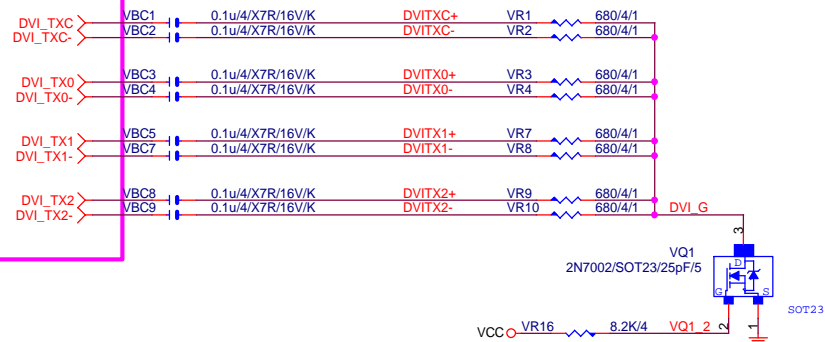 DVI_TXC VBC1 0.1u/4/X7R/16V/K DVITXC+ VR1 680/4/1
DVI_TXC- VBC2 0.1u/4/X7R/16V/K DVITXC- VR2 680/4/1
DVI_TX0 VBC3 0.1u/4/X7R/16V/K DVITX0+ VR3 680/4/1
DVI_TX0- VBC4 0.1u/4/X7R/16V/K DVITX0- VR4 680/4/1
DVI_TX1 VBC5 0.1u/4/X7R/16V/K DVITX1+ VR7 680/4/1
DVI_TX1- VBC7 0.1u/4/X7R/16V/K DVITX1- VR8 680/4/1
DVI_TX2 VBC8 0.1u/4/X7R/16V/K DVITX2+ VR9 680/4/1
DVI_TX2- VBC9 0.1u/4/X7R/16V/K DVITX2- VR10 680/4/1 DVI_G
3
VQ1
2N7002/SOT23/25pF/5
D
G S
SOT23
VCC VR16 8.2K/4 VQ1_2 2 1